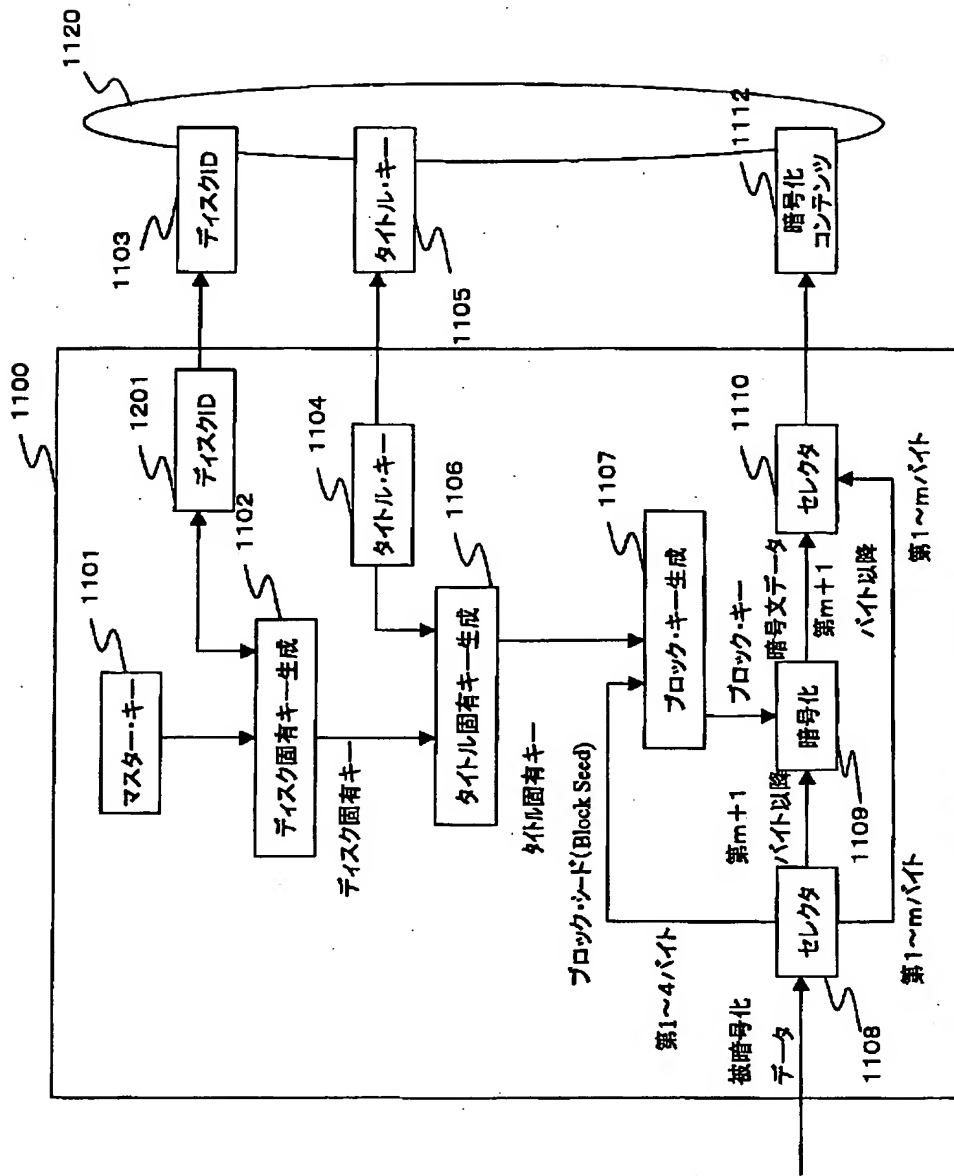 1100
1120
1101
マスター・キー
1201
ディスクID
1103
ディスクID
1102
ディスク固有キー生成
ディスク固有キー
1104
タイトル・キー
タイトル・キー
1105
1106
タイトル固有キー生成
タイトル固有キー
1107
ブロック・キー生成
ブロック・シード(Block Seed)
第1~4バイト
ブロック・キー
被暗号化
データ
セレクタ
1108
第m+1
バイト以降
暗号化
1109
暗号文データ
第m+1
バイト以降
セレクタ
1110
暗号化
コンテンツ
1112
第1~mバイト
第1~mバイト